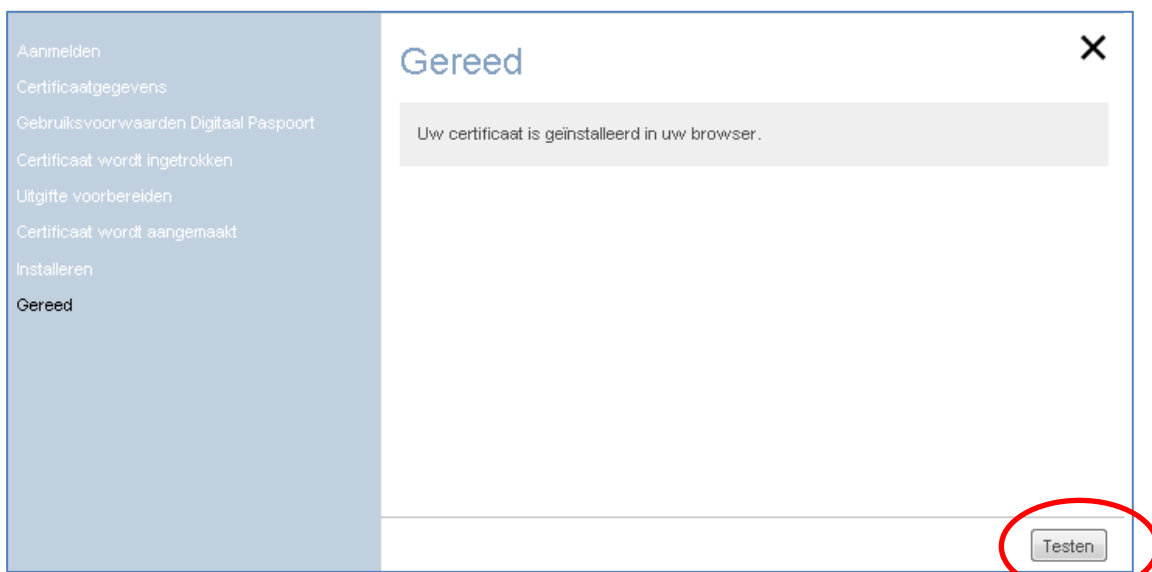 Aanmelden
Certificaatgegevens
Gebruiksvoorwaarden Digitaal Paspoort
Certificaat wordt ingetrokken
Uitgifte voorbereiden
Certificaat wordt aangemaakt
Installeren
Gereed
Gereed
Uw certificaat is geïnstalleerd in uw browser.
Testen